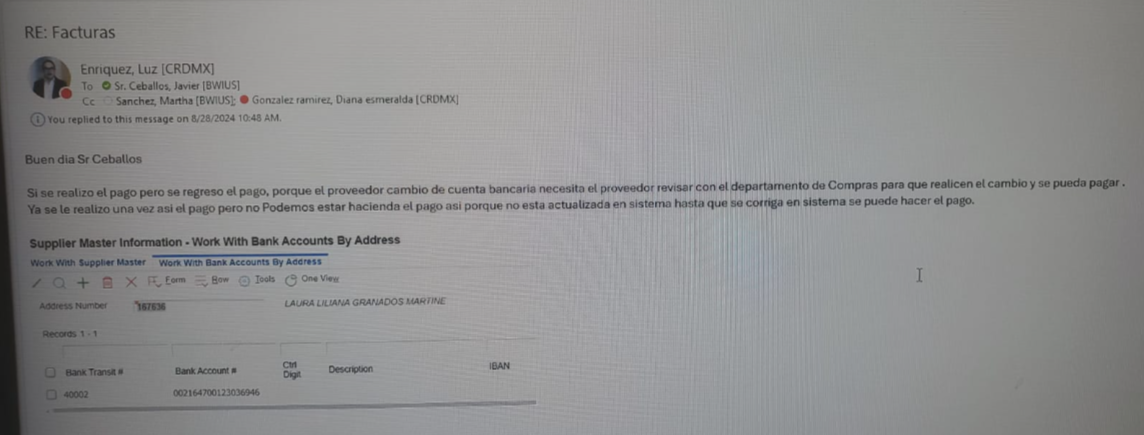 RE: Facturas
Enriquez, Luz [CRDMX]
To Sr. Ceballos, Javier [BWIUS]
Cc Sanchez, Martha [BWIUS]; Gonzalez ramirez, Diana esmeralda [CRDMX]
You replied to this message on 8/28/2024 10:48 AM.
Buen dia Sr Ceballos
Si se realizo el pago pero se regreso el pago, porque el proveedor cambio de cuenta bancaria necesita el proveedor revisar con el departamento de Compras para que realicen el cambio y se pueda pagar .
Ya se le realizo una vez asi el pago pero no Podemos estar hacienda el pago asi porque no esta actualizada en sistema hasta que se corriga en sistema se puede hacer el pago.
Supplier Master Information - Work With Bank Accounts By Address
Work With Supplier Master Work With Bank Accounts By Address
Form Row Tools One View
Address Number 167636 LAURA LILIANA GRANADOS MARTINE
Records 1 - 1
Bank Transit # Bank Account # Ctrl Digit Description IBAN
40002 002164700123036946